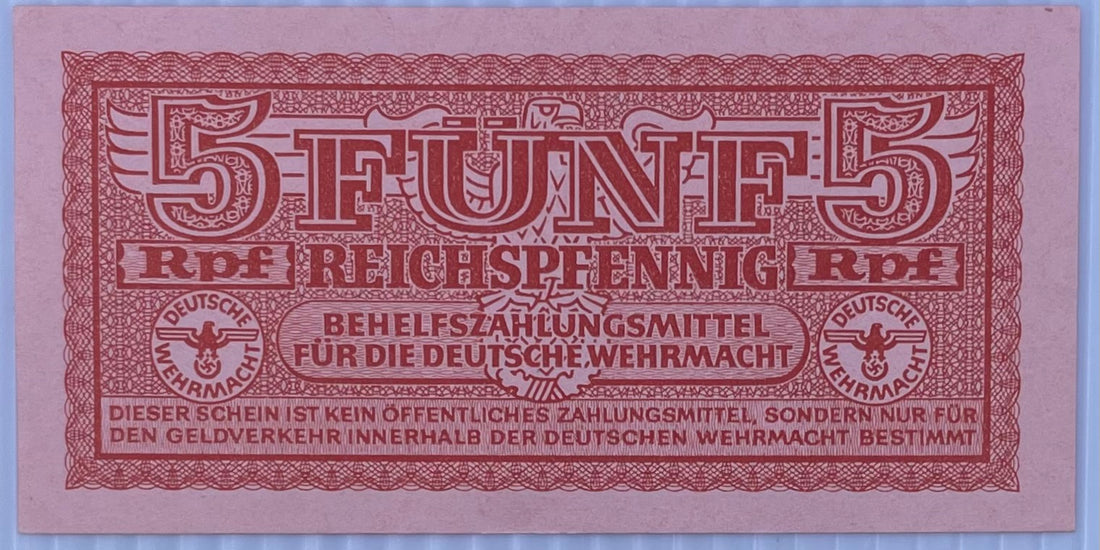 5 FÜNF 5
Rpf REICHSPFENNIG Rpf
DEUTSCHE WEHRMACHT
BEHELFSZAHLUNGSMITTEL
FÜR DIE DEUTSCHE WEHRMACHT
DEUTSCHE WEHRMACHT
DIESER SCHEIN IST KEIN ÖFFENTLICHES ZAHLUNGSMITTEL, SONDERN NUR FÜR
DEN GELDVERKEHR INNERHALB DER DEUTSCHEN WEHRMACHT BESTIMMT